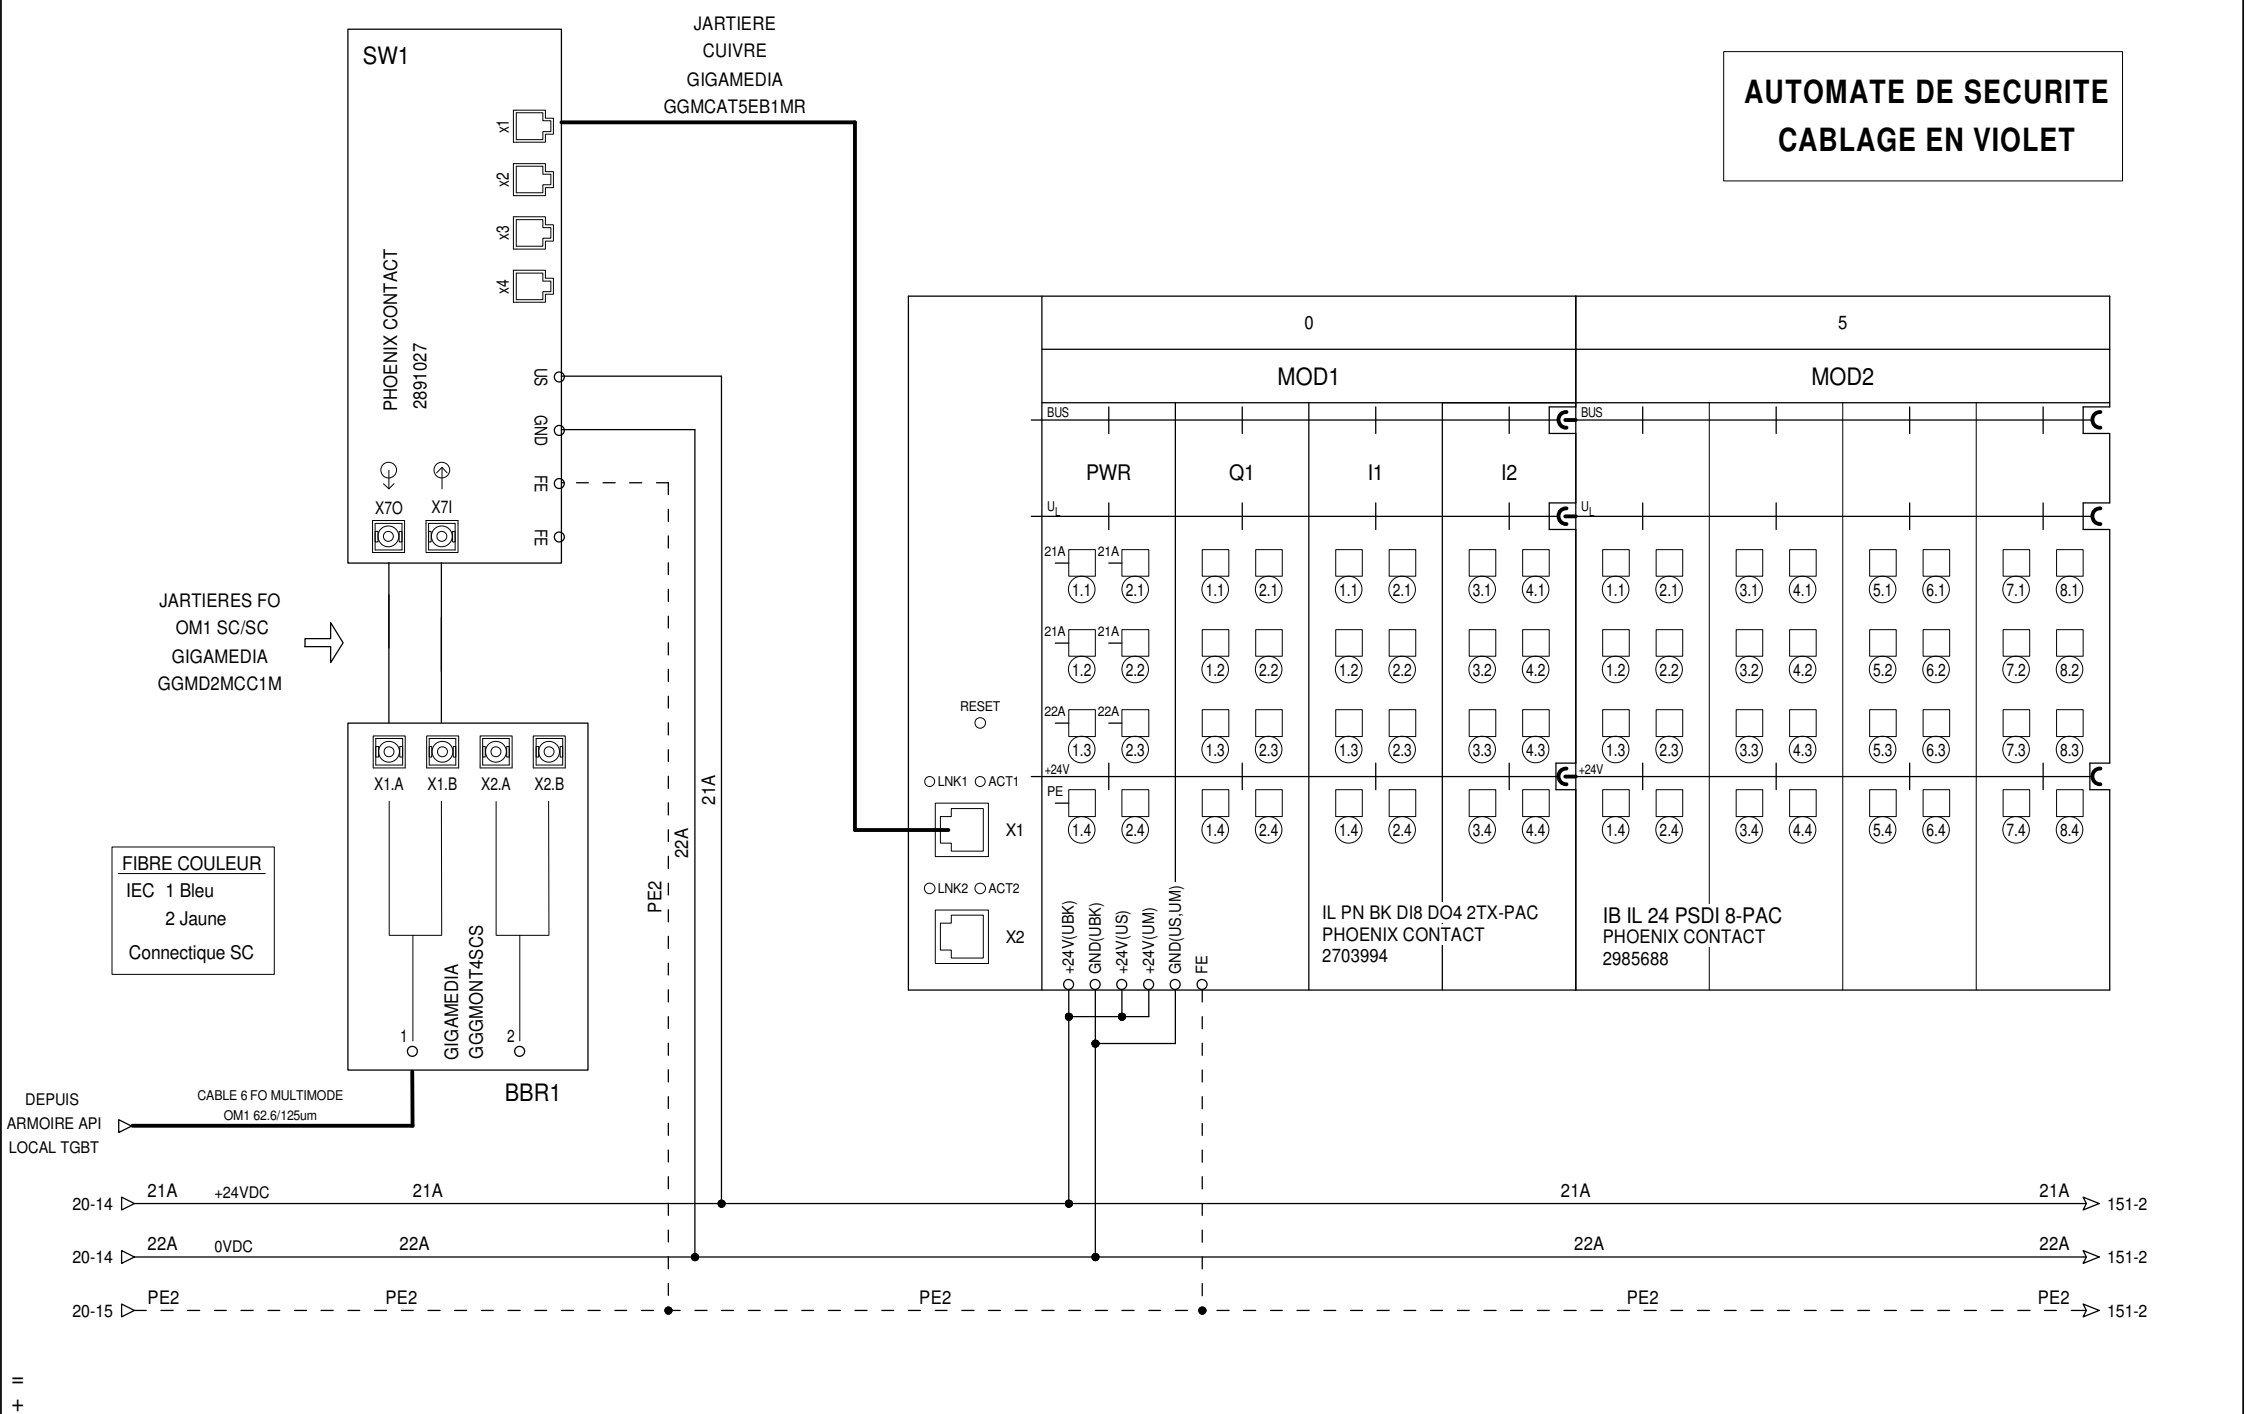 JARTIERE
CUIVRE
GIGAMEDIA
GGMCAT5EB1MR
AUTOMATE DE SECURITE
CABLAGE EN VIOLET
SW1
x1
x2
x3
x4
PHOENIX CONTACT
2891027
US
GND
FE
FE
X7O X7I
JARTIERES FO
OM1 SC/SC
GIGAMEDIA
GGMD2MCC1M
X1.A X1.B X2.A X2.B
FIBRE COULEUR
IEC 1 Bleu
2 Jaune
Connectique SC
GIGAMEDIA
GGGMONT4SCS
1 2
BBR1
DEPUIS
ARMOIRE API
LOCAL TGBT
CABLE 6 FO MULTIMODE
OM1 62.6/125um
PE2
22A
21A
0 5
MOD1 MOD2
BUS BUS
PWR Q1 I1 I2
UL UL
21A 21A
1.1 2.1 1.1 2.1 1.1 2.1 3.1 4.1 1.1 2.1 3.1 4.1 5.1 6.1 7.1 8.1
21A 21A
1.2 2.2 1.2 2.2 1.2 2.2 3.2 4.2 1.2 2.2 3.2 4.2 5.2 6.2 7.2 8.2
22A 22A
1.3 2.3 1.3 2.3 1.3 2.3 3.3 4.3 1.3 2.3 3.3 4.3 5.3 6.3 7.3 8.3
+24V +24V
PE
1.4 2.4 1.4 2.4 1.4 2.4 3.4 4.4 1.4 2.4 3.4 4.4 5.4 6.4 7.4 8.4
RESET
LNK1 ACT1
X1
LNK2 ACT2
X2
+24V(UBK)
GND(UBK)
+24V(US)
+24V(UM)
GND(US,UM)
FE
IL PN BK DI8 DO4 2TX-PAC
PHOENIX CONTACT
2703994
IB IL 24 PSDI 8-PAC
PHOENIX CONTACT
2985688
20-14 21A +24VDC 21A 21A 21A 151-2
20-14 22A 0VDC 22A 22A 22A 151-2
20-15 PE2 PE2 PE2 PE2 PE2 151-2
=
+